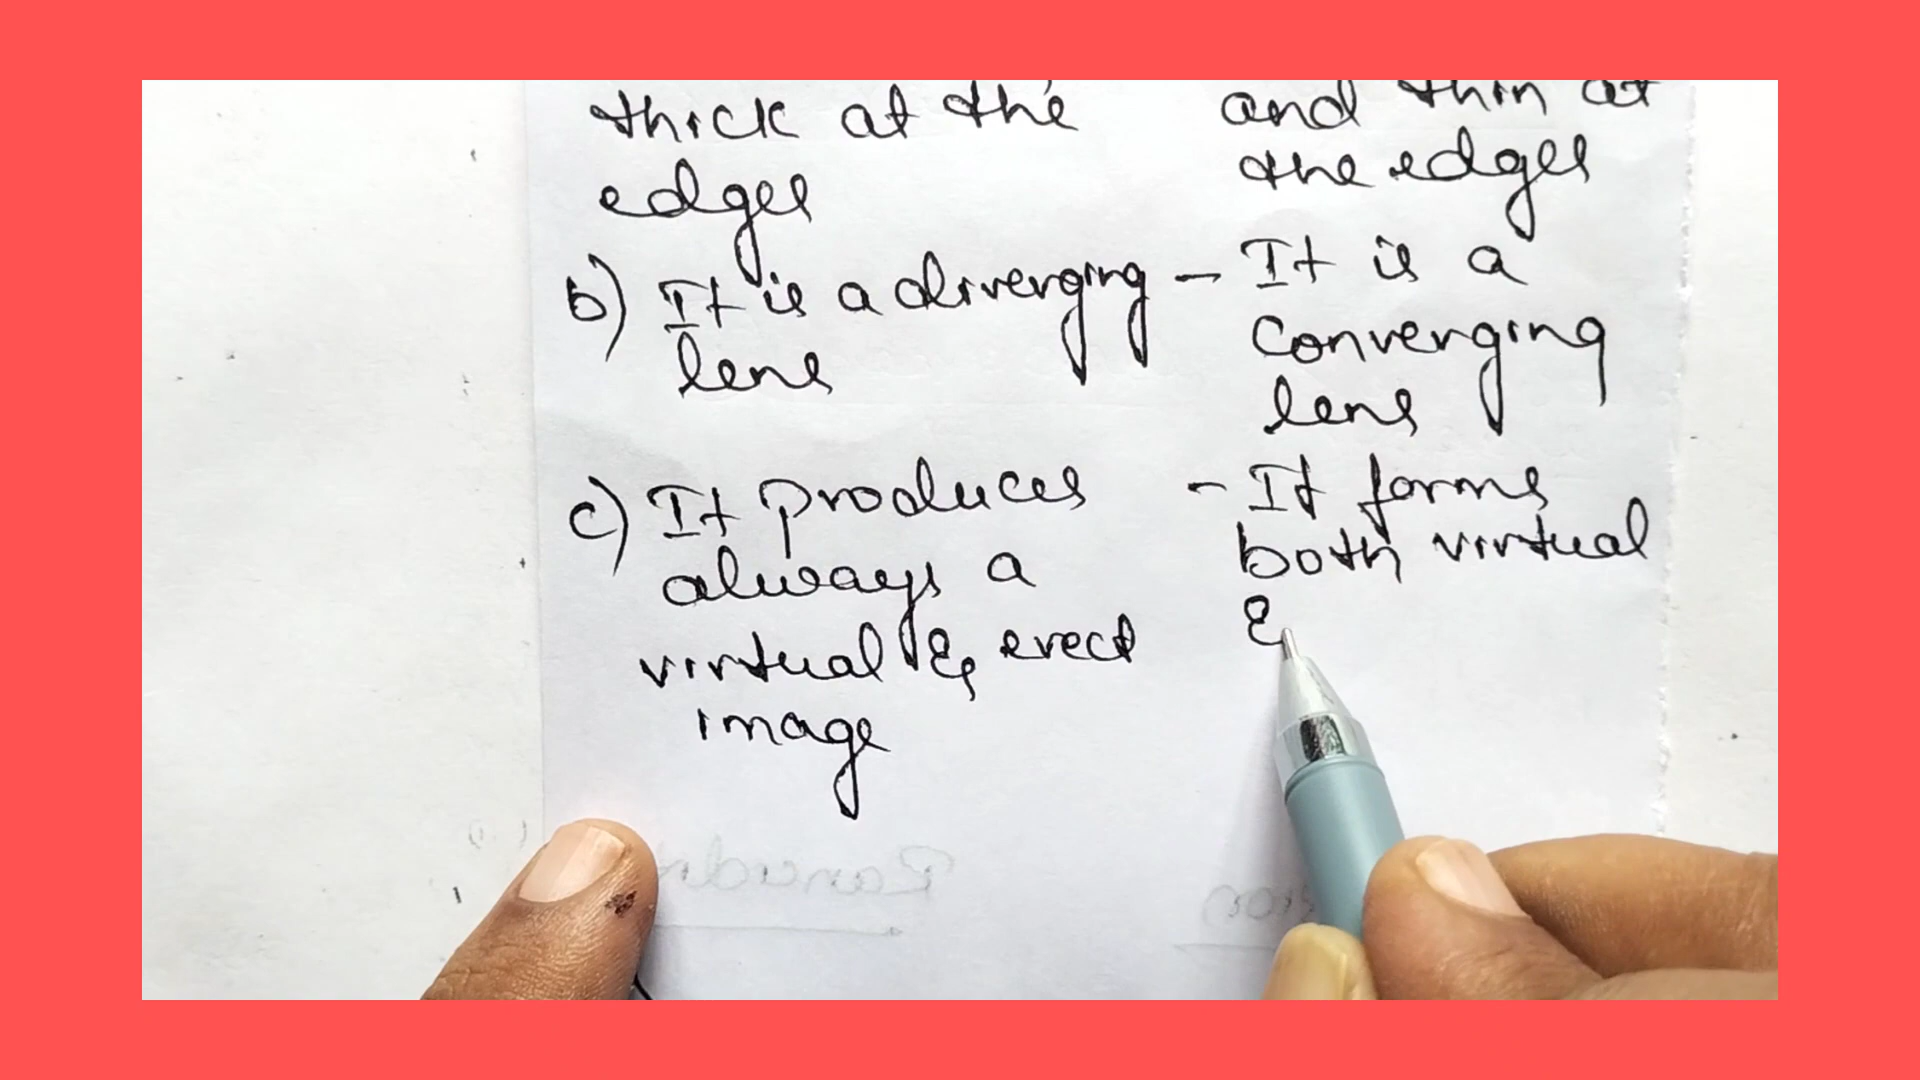 thick at the
edges
b) It is a diverging
lens
c) It produces
always a
virtual & erect
image
and thin at
the edges
- It is a
converging
lens
- It forms
both virtual
&